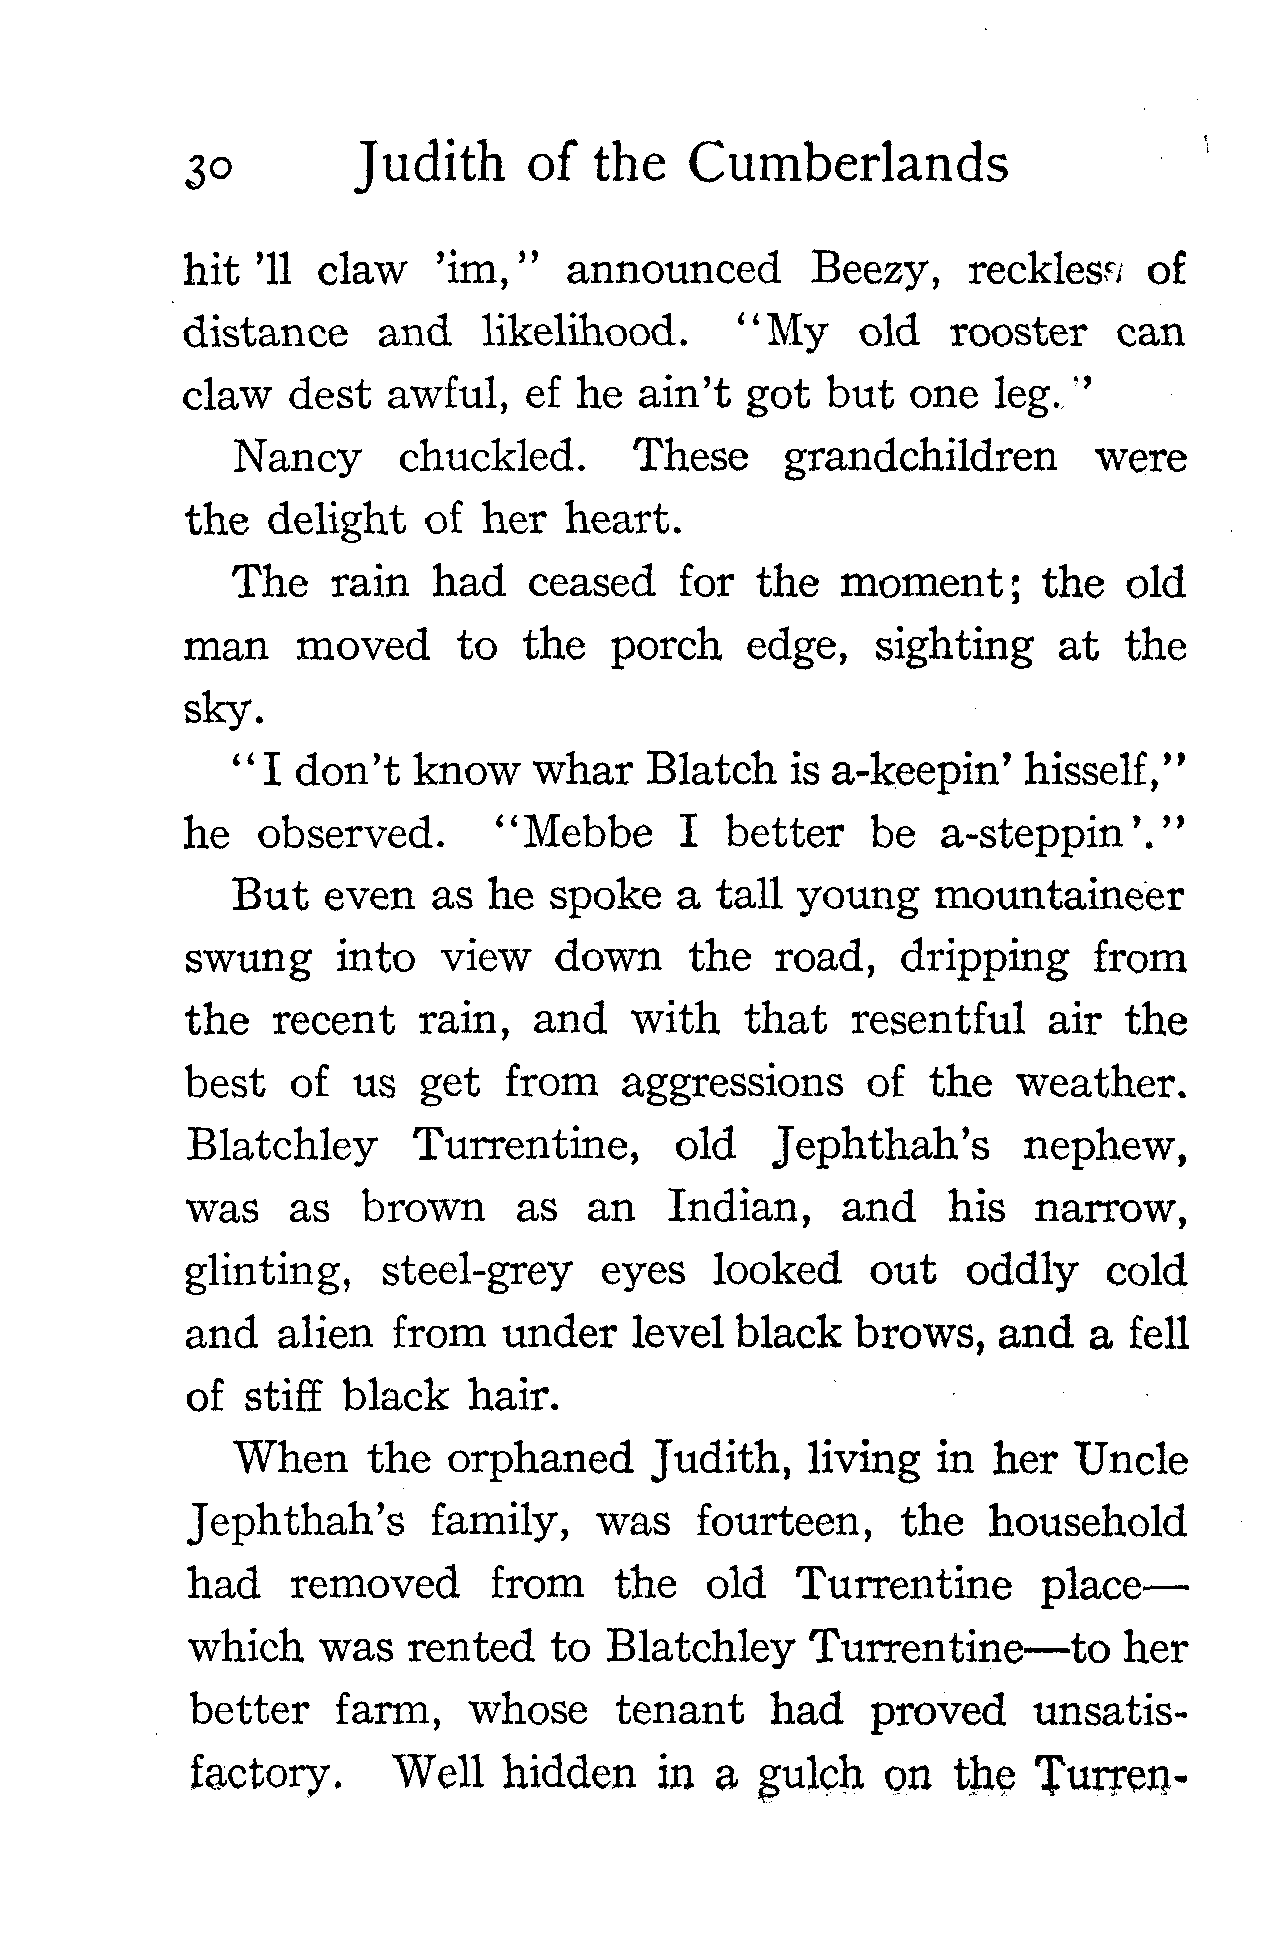 30 Judith of the Cumberlands
hit 'll claw 'im," announced Beezy, reckless of
distance and likelihood. "My old rooster can
claw dest awful, ef he ain't got but one leg."
Nancy chuckled. These grandchildren were
the delight of her heart.
The rain had ceased for the moment; the old
man moved to the porch edge, sighting at the
sky.
"I don't know whar Blatch is a-keepin' hisself,"
he observed. "Mebbe I better be a-steppin'."
But even as he spoke a tall young mountaineer
swung into view down the road, dripping from
the recent rain, and with that resentful air the
best of us get from aggressions of the weather.
Blatchley Turrentine, old Jephthah's nephew,
was as brown as an Indian, and his narrow,
glinting, steel-grey eyes looked out oddly cold
and alien from under level black brows, and a fell
of stiff black hair.
When the orphaned Judith, living in her Uncle
Jephthah's family, was fourteen, the household
had removed from the old Turrentine place—
which was rented to Blatchley Turrentine—to her
better farm, whose tenant had proved unsatis-
factory. Well hidden in a gulch on the Turren-